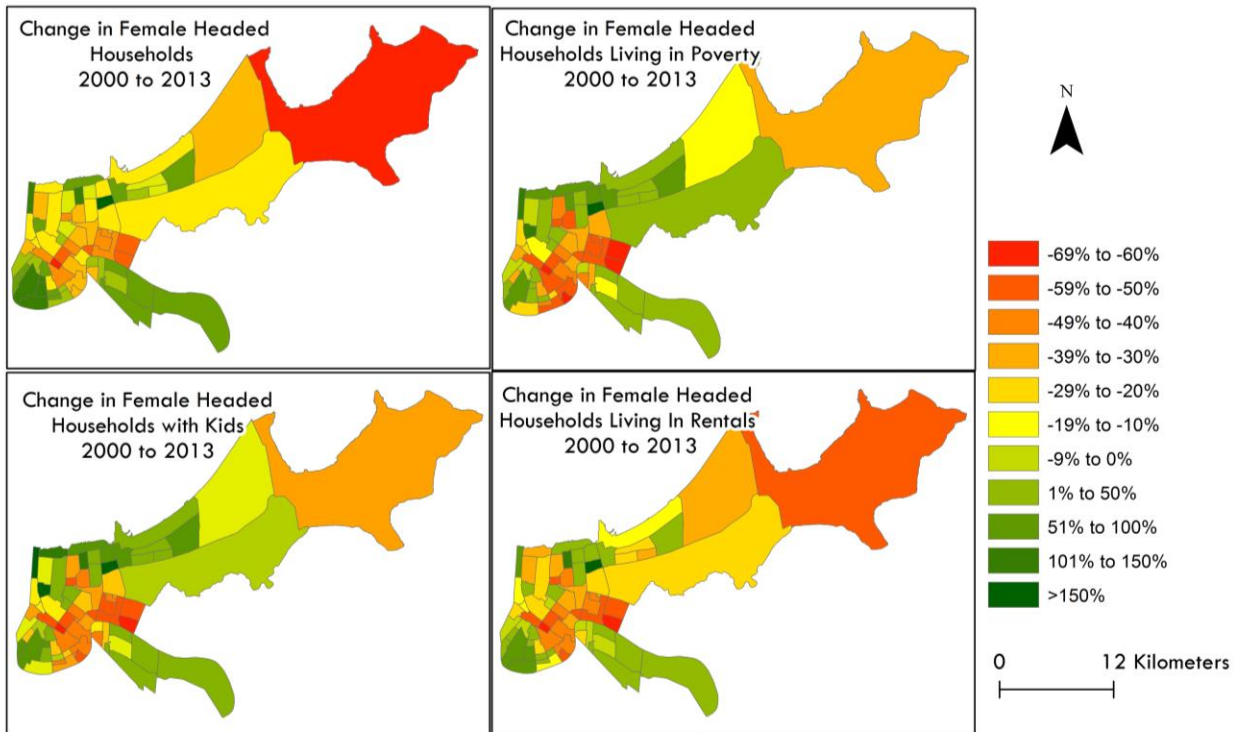 Change in Female Headed
Households
2000 to 2013
Change in Female Headed
Households Living in Poverty
2000 to 2013
Change in Female Headed
Households with Kids
2000 to 2013
Change in Female Headed
Households Living In Rentals
2000 to 2013
N
-69% to -60%
-59% to -50%
-49% to -40%
-39% to -30%
-29% to -20%
-19% to -10%
-9% to 0%
1% to 50%
51% to 100%
101% to 150%
>150%
0 12 Kilometers